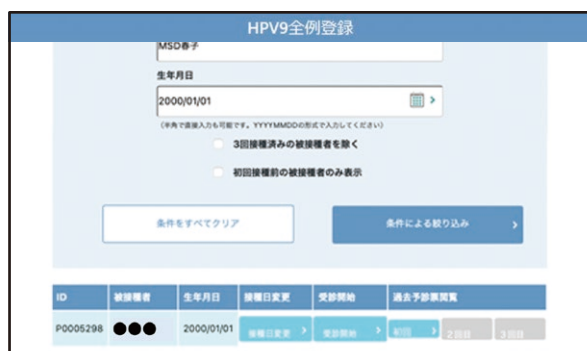 HPV9全例登録
MSD春子
生年月日
2000/01/01
(半角で直接入力も可能です。YYYYMMDDの形式で入力してください)
3回接種済みの被接種者を除く
初回接種前の被接種者のみ表示
条件をすべてクリア
条件による絞り込み
ID 被接種者 生年月日 接種日変更 受診開始 過去予診票閲覧
P0005298 ●●● 2000/01/01 接種日変更 受診開始 初回 2回目 3回目